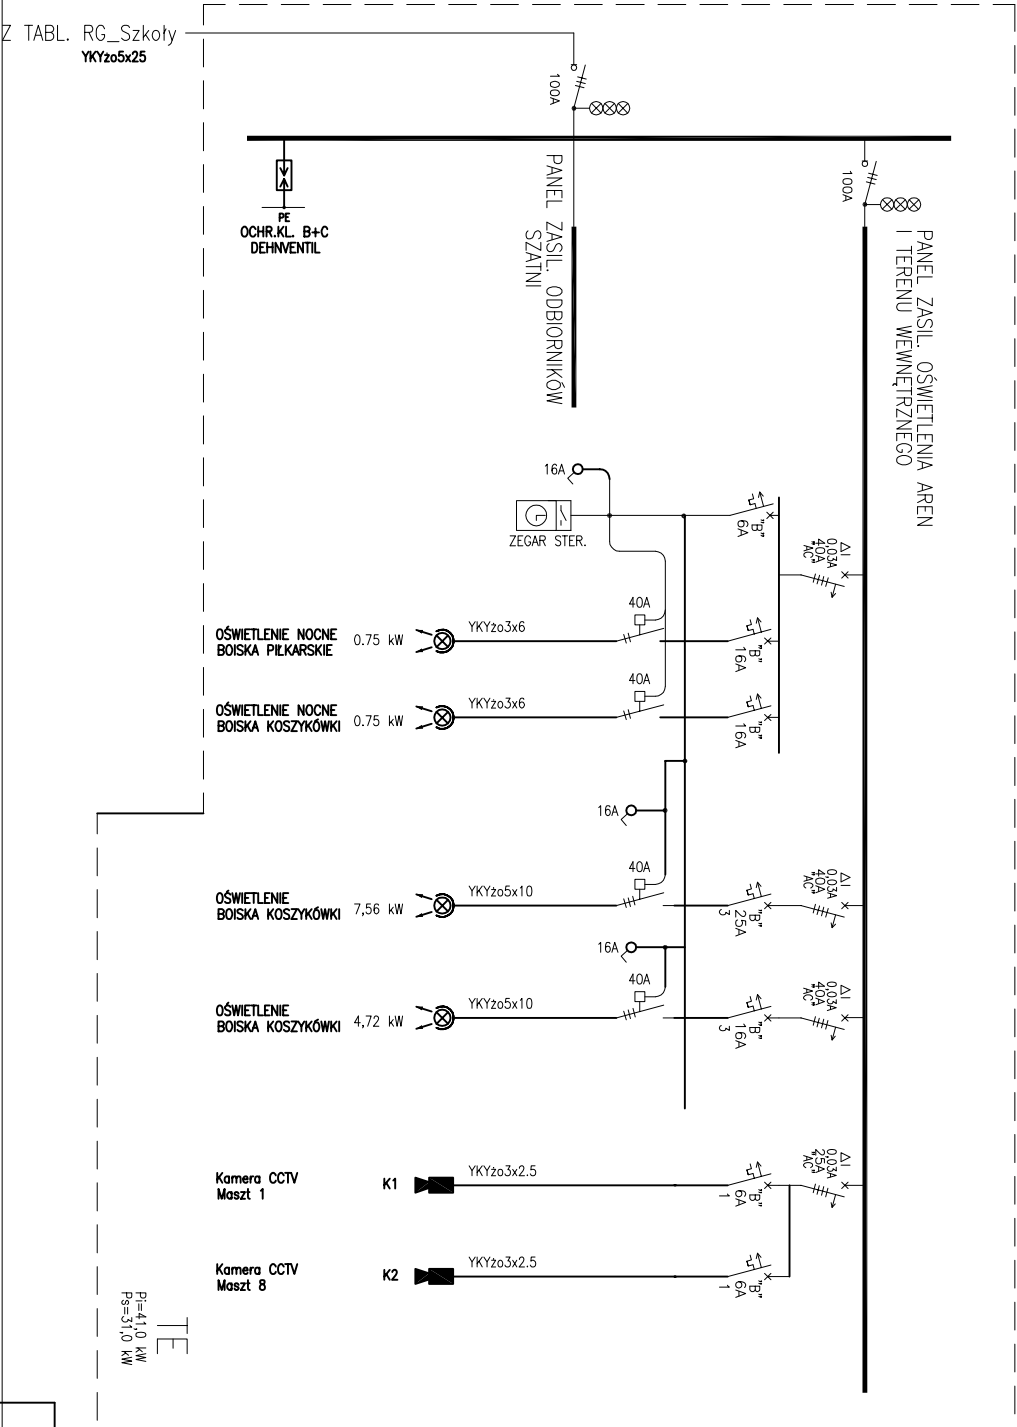 Z TABL. RG_Szkoły
YKYżo5x25
100A
100A
PE
OCHR.KL. B+C
DEHNVENTIL
PANEL ZASIL. ODBIORNIKÓW
SZATNI
PANEL ZASIL. OŚWIETLENIA AREN
I TERENU WEWNĘTRZNEGO
16A
ZEGAR STER.
"B"
6A
ΔI
0,03A
40A
"AC"
OŚWIETLENIE NOCNE
BOISKA PIŁKARSKIE
0.75 kW
YKYżo3x6
40A
"B"
16A
OŚWIETLENIE NOCNE
BOISKA KOSZYKÓWKI
0.75 kW
YKYżo3x6
40A
"B"
16A
16A
OŚWIETLENIE
BOISKA KOSZYKÓWKI
7,56 kW
YKYżo5x10
40A
"B"
25A
3
ΔI
0,03A
40A
"AC"
16A
OŚWIETLENIE
BOISKA KOSZYKÓWKI
4,72 kW
YKYżo5x10
40A
"B"
16A
3
ΔI
0,03A
40A
"AC"
Kamera CCTV
Maszt 1
K1
YKYżo3x2.5
"B"
6A
1
ΔI
0,03A
25A
"AC"
Kamera CCTV
Maszt 8
K2
YKYżo3x2.5
"B"
6A
1
TE
Pi=41,0 kW
Ps=31,0 kW